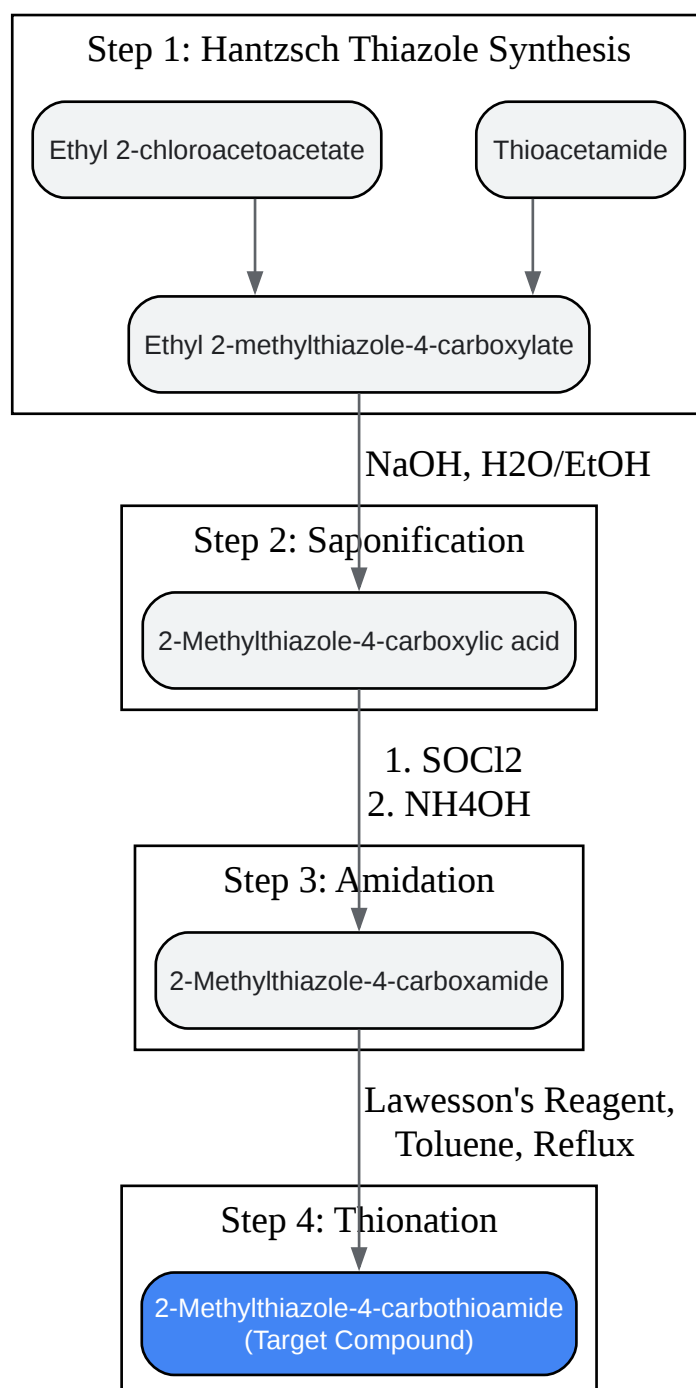 Step 1: Hantzsch Thiazole Synthesis
Ethyl 2-chloroacetoacetate
Thioacetamide
Ethyl 2-methylthiazole-4-carboxylate
NaOH, H2O/EtOH
Step 2: Saponification
2-Methylthiazole-4-carboxylic acid
1. SOCl2
2. NH4OH
Step 3: Amidation
2-Methylthiazole-4-carboxamide
Lawesson's Reagent,
Toluene, Reflux
Step 4: Thionation
2-Methylthiazole-4-carbothioamide
(Target Compound)